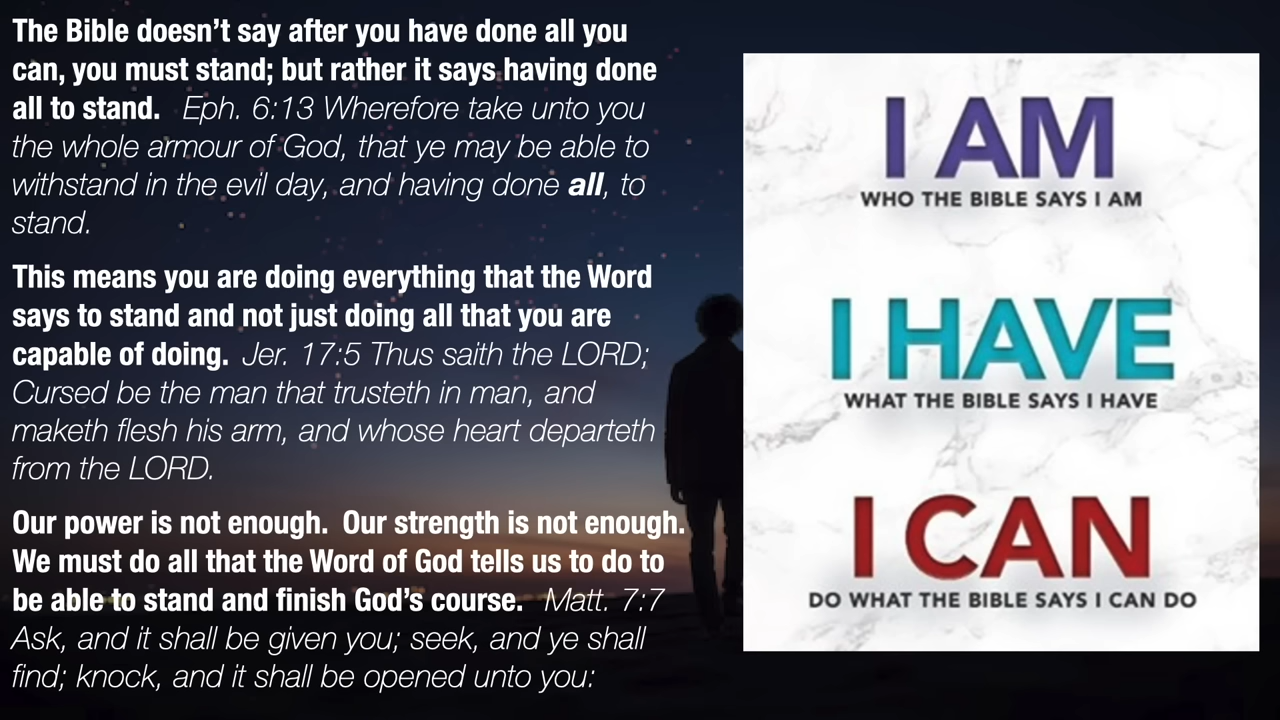 The Bible doesn’t say after you have done all you
can, you must stand; but rather it says having done
all to stand. Eph. 6:13 Wherefore take unto you
the whole armour of God, that ye may be able to
withstand in the evil day, and having done all, to
stand.
This means you are doing everything that the Word
says to stand and not just doing all that you are
capable of doing. Jer. 17:5 Thus saith the LORD;
Cursed be the man that trusteth in man, and
maketh flesh his arm, and whose heart departeth
from the LORD.
Our power is not enough. Our strength is not enough.
We must do all that the Word of God tells us to do to
be able to stand and finish God’s course. Matt. 7:7
Ask, and it shall be given you; seek, and ye shall
find; knock, and it shall be opened unto you:
I AM
WHO THE BIBLE SAYS I AM
I HAVE
WHAT THE BIBLE SAYS I HAVE
I CAN
DO WHAT THE BIBLE SAYS I CAN DO